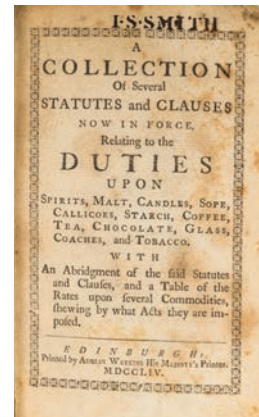 I·S·SMITH
A
COLLECTION
Of Several
STATUTES and CLAUSES
NOW IN FORCE,
Relating to the
DUTIES
UPON
SPIRITS, MALT, CANDLES, SOPE,
CALLICOES, STARCH, COFFEE,
TEA, CHOCOLATE, GLASS,
COACHES, and TOBACCO.
WITH
An Abridgment of the said Statutes
and Clauses, and a Table of the
Rates upon several Commodities,
shewing by what Acts they are im-
posed.
EDINBURGH,
Printed by ADRIAN WATKINS His MAJESTY's Printer.
MDCCLIV.